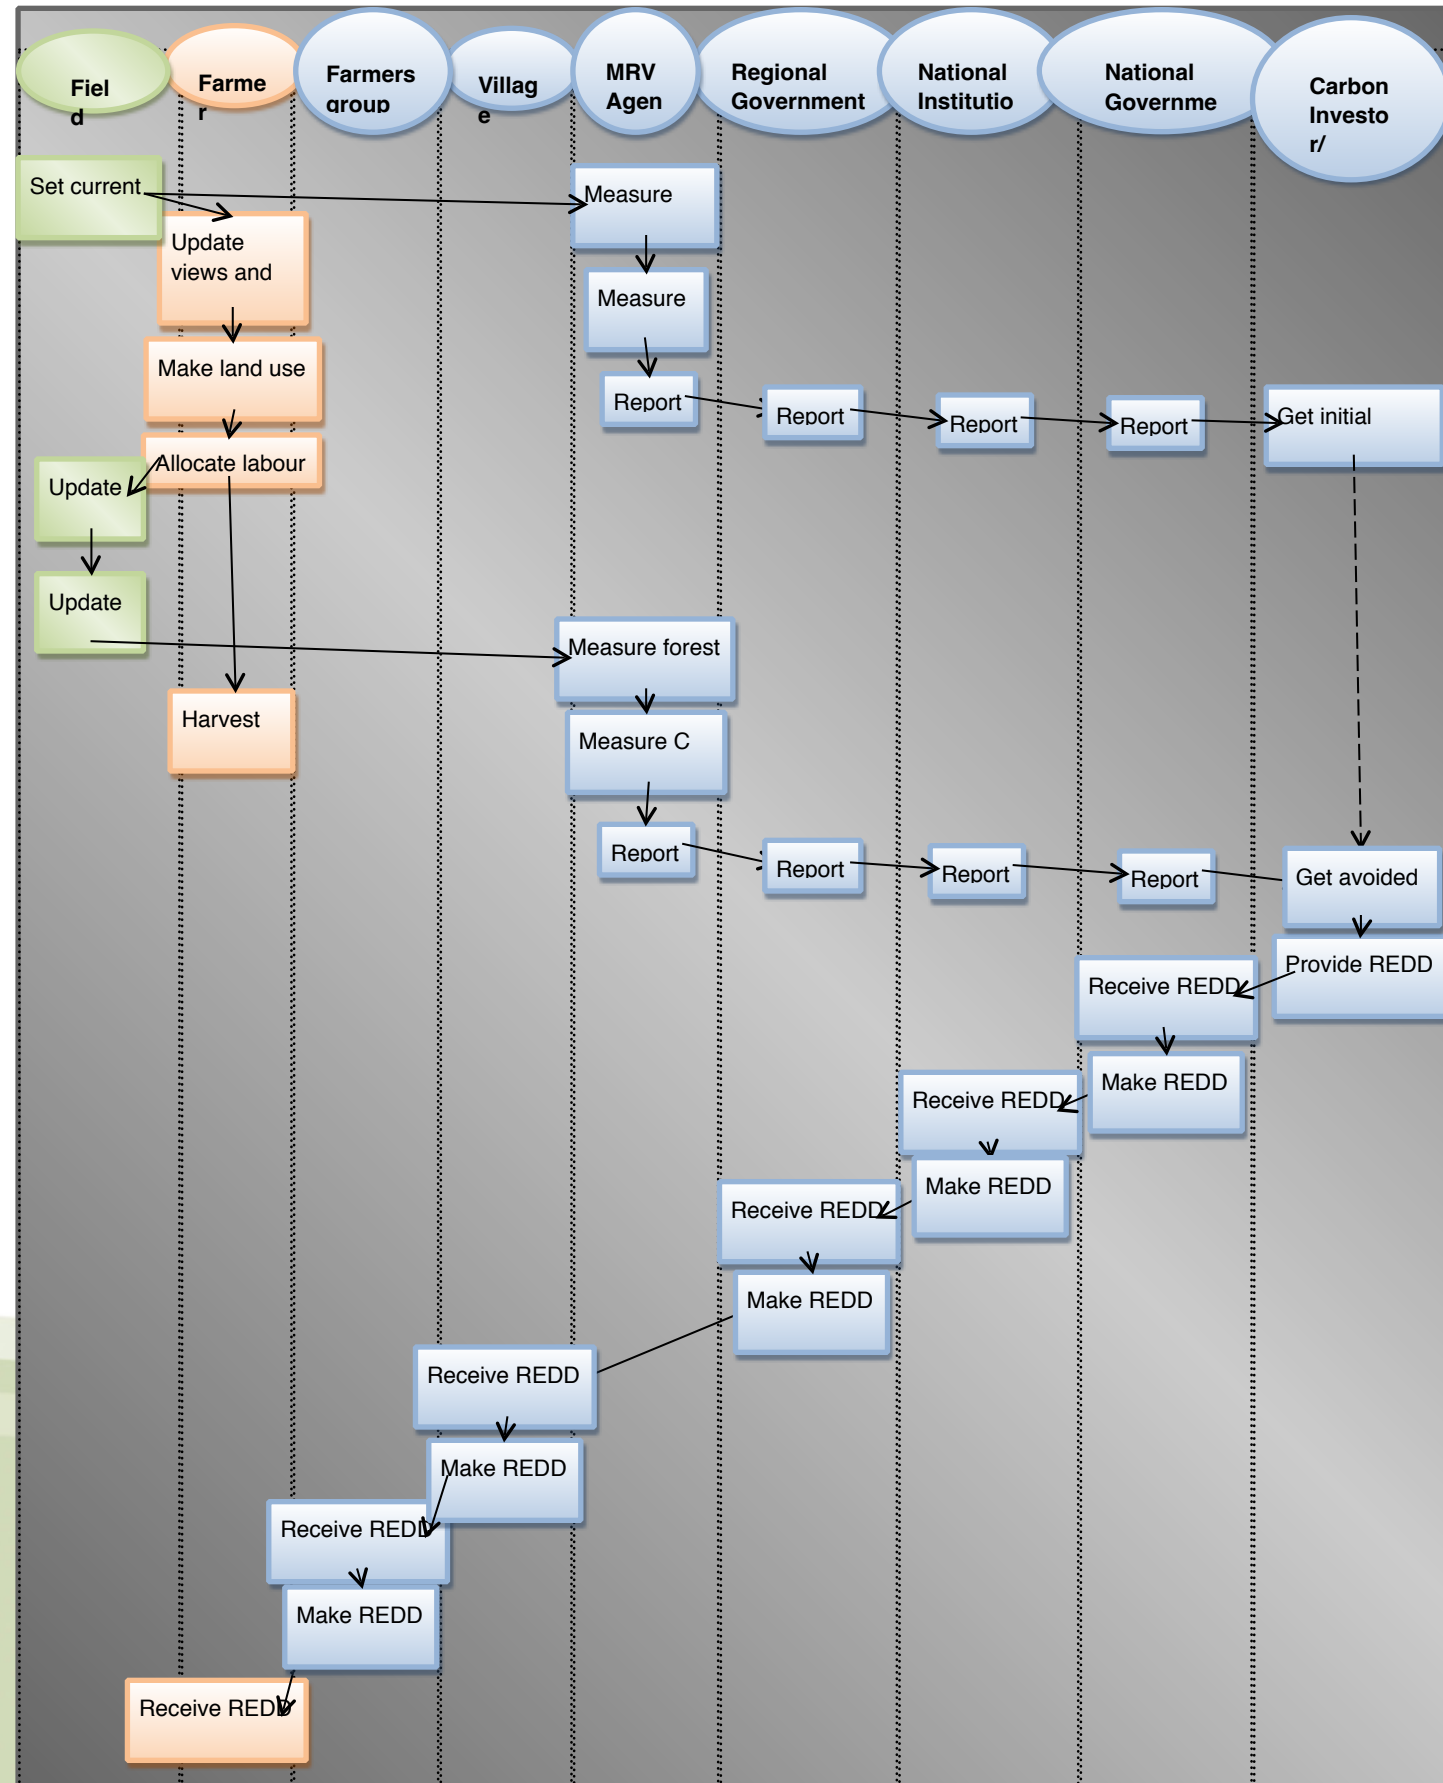 Fiel
d
Farme
r
Farmers
group
Villag
e
MRV
Agen
Regional
Government
National
Institutio
National
Governme
Carbon
Investo
r/
Set current
Measure
Update
views and
Measure
Make land use
Report
Report
Report
Report
Get initial
Allocate labour
Update
Update
Measure forest
Harvest
Measure C
Report
Report
Report
Report
Get avoided
Provide REDD
Receive REDD
Make REDD
Receive REDD
Make REDD
Receive REDD
Make REDD
Receive REDD
Make REDD
Receive REDD
Make REDD
Receive REDD